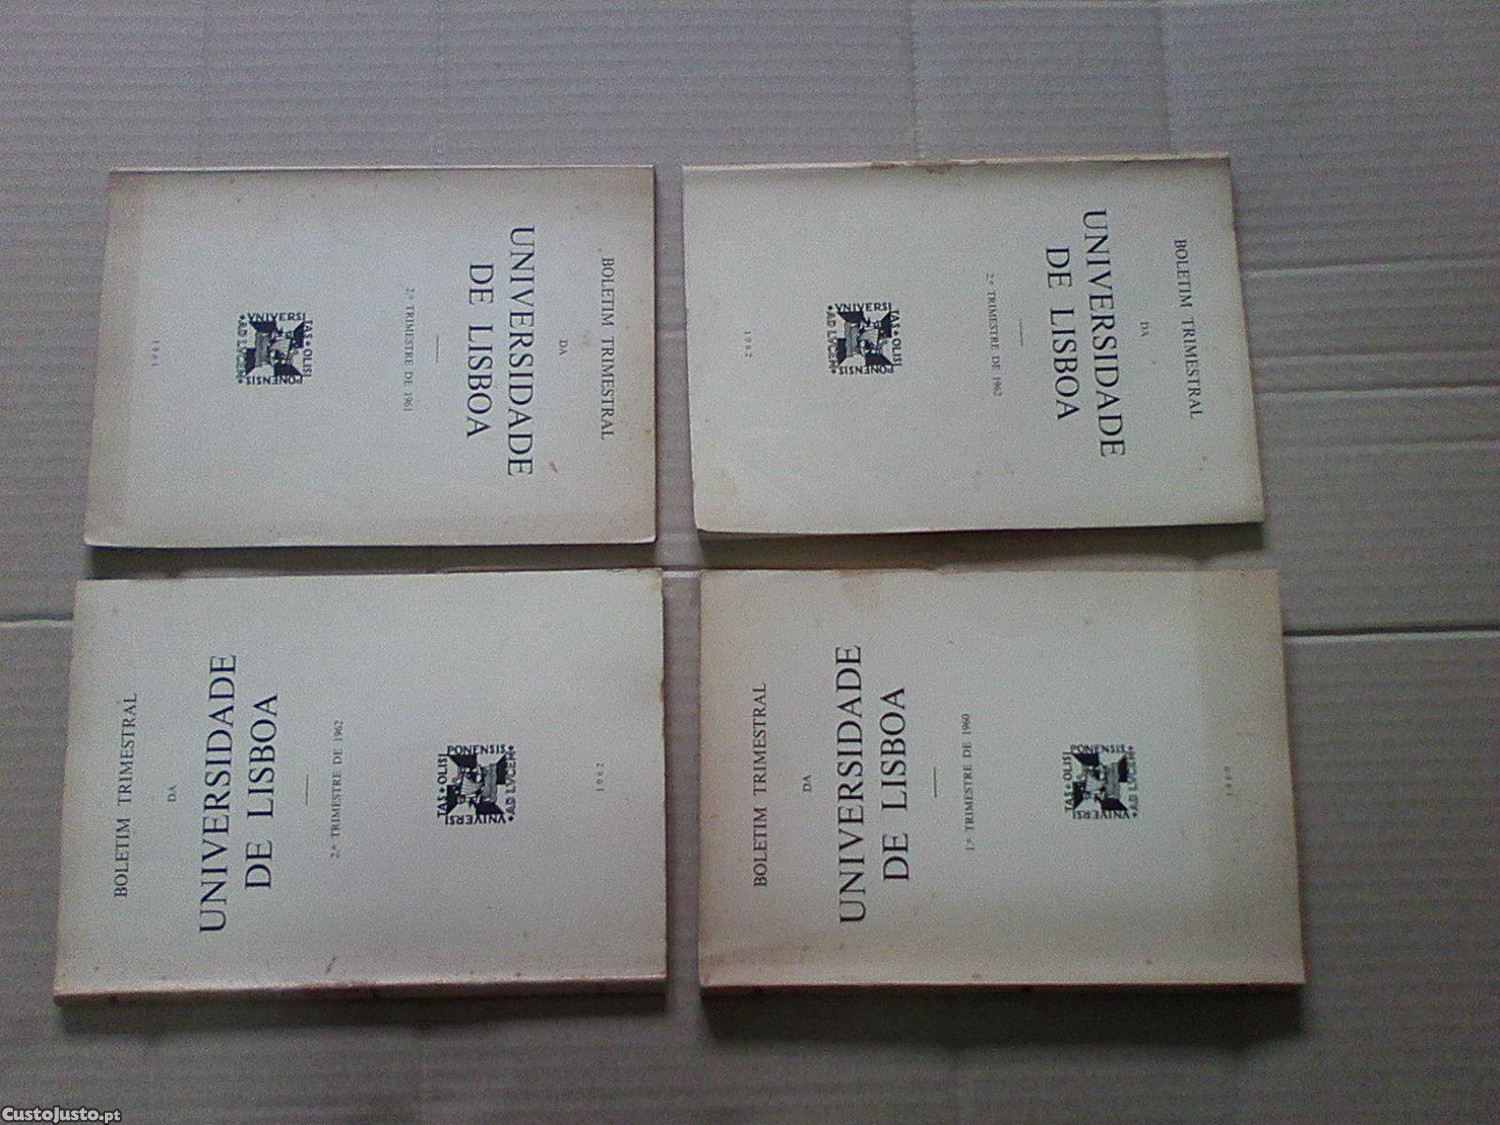 BOLETIM TRIMESTRAL
DA
UNIVERSIDADE
DE LISBOA
2.º TRIMESTRE DE 1961
VNIVERSI
TAS • OLISI
PONENSIS
• AD LVCEM •
1961
BOLETIM TRIMESTRAL
DA
UNIVERSIDADE
DE LISBOA
2.º TRIMESTRE DE 1962
VNIVERSI
TAS • OLISI
PONENSIS
• AD LVCEM •
1962
BOLETIM TRIMESTRAL
DA
UNIVERSIDADE
DE LISBOA
2.º TRIMESTRE DE 1962
VNIVERSI
TAS • OLISI
PONENSIS
• AD LVCEM •
1962
BOLETIM TRIMESTRAL
DA
UNIVERSIDADE
DE LISBOA
1.º TRIMESTRE DE 1960
VNIVERSI
TAS • OLISI
PONENSIS
• AD LVCEM •
1960
CustoJusto.pt